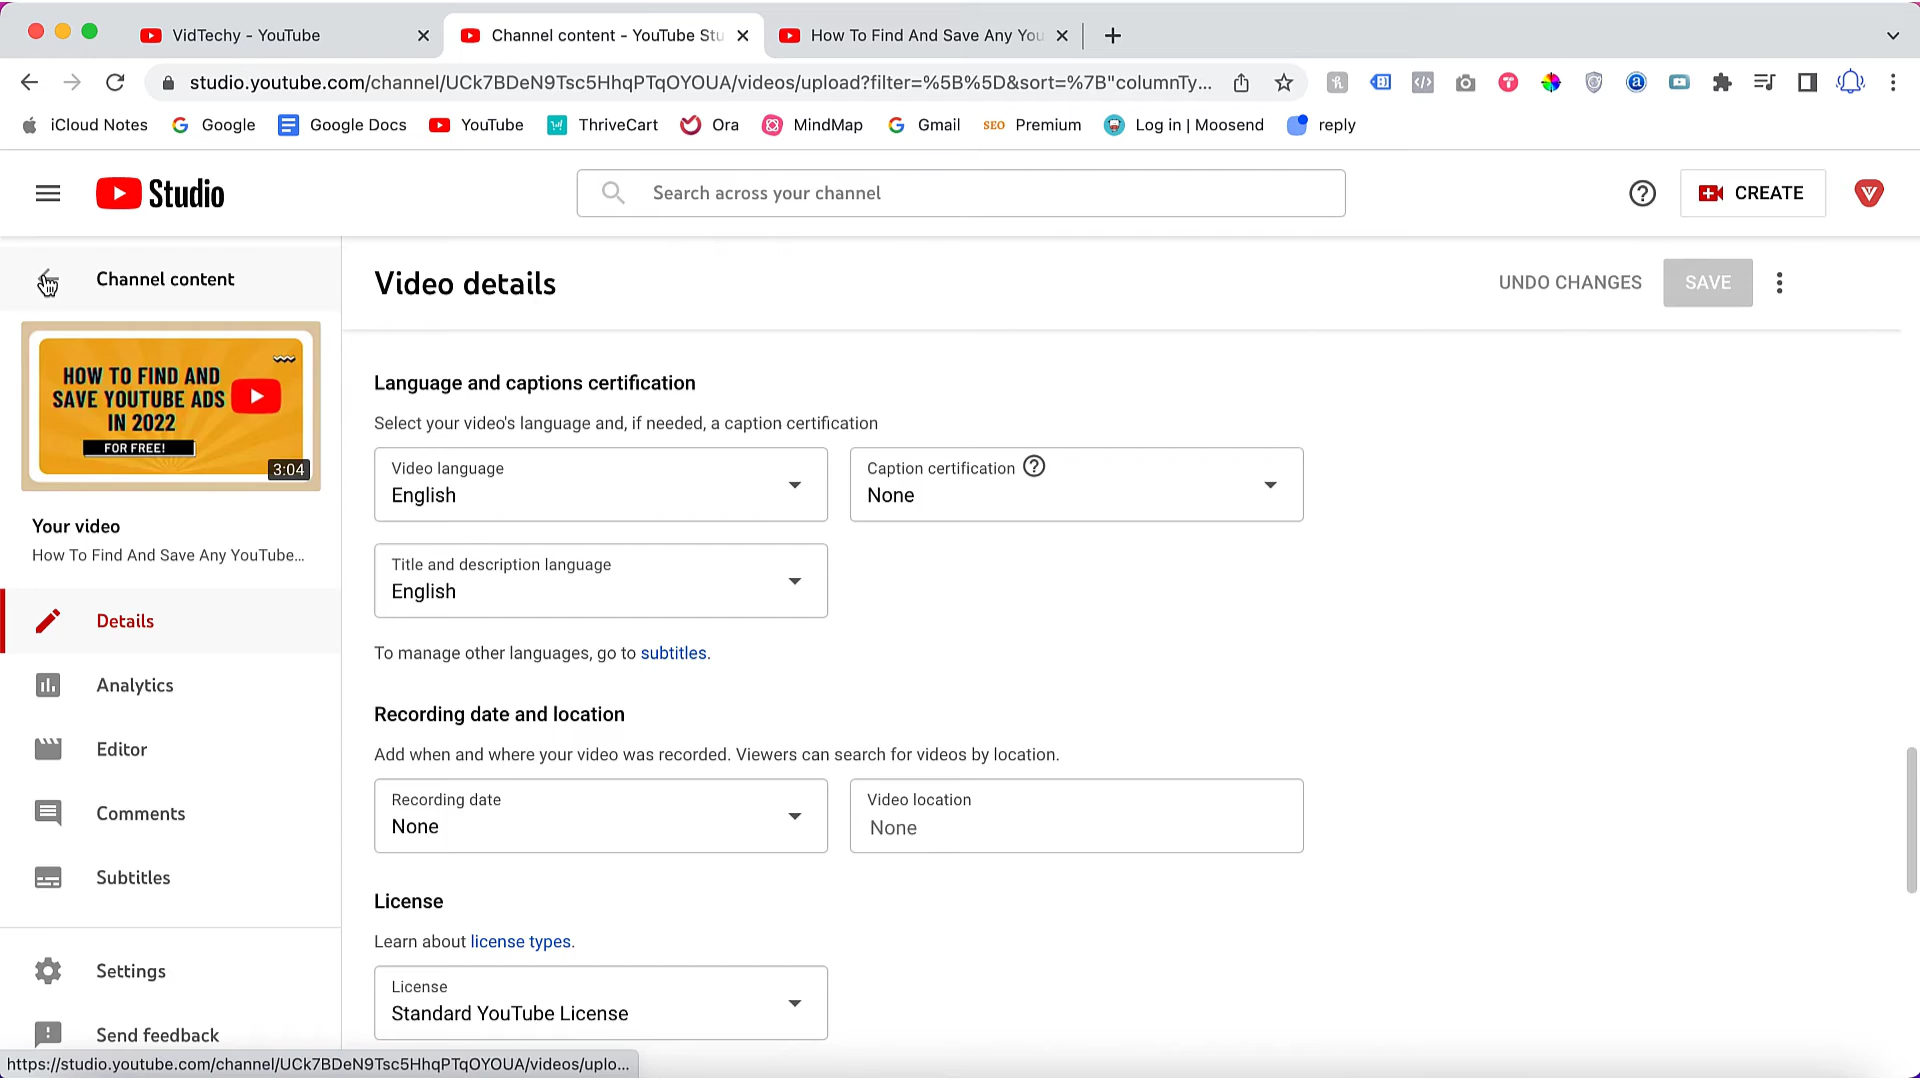 VidTechy - YouTube
Channel content - YouTube Stu
How To Find And Save Any You
studio.youtube.com/channel/UCk7BDeN9Tsc5HhqPTqOYOUA/videos/upload?filter=%5B%5D&sort=%7B"columnTy...
iCloud Notes
Google
Google Docs
YouTube
ThriveCart
Ora
MindMap
Gmail
SEO Premium
Log in | Moosend
reply
Studio
Search across your channel
CREATE
Channel content
Video details
UNDO CHANGES
SAVE
HOW TO FIND AND
SAVE YOUTUBE ADS
IN 2022
FOR FREE!
3:04
Your video
How To Find And Save Any YouTube...
Details
Analytics
Editor
Comments
Subtitles
Settings
Send feedback
Language and captions certification
Select your video's language and, if needed, a caption certification
Video language
English
Caption certification
None
Title and description language
English
To manage other languages, go to subtitles.
Recording date and location
Add when and where your video was recorded. Viewers can search for videos by location.
Recording date
None
Video location
None
License
Learn about license types.
License
Standard YouTube License
https://studio.youtube.com/channel/UCk7BDeN9Tsc5HhqPTqOYOUA/videos/uplo...